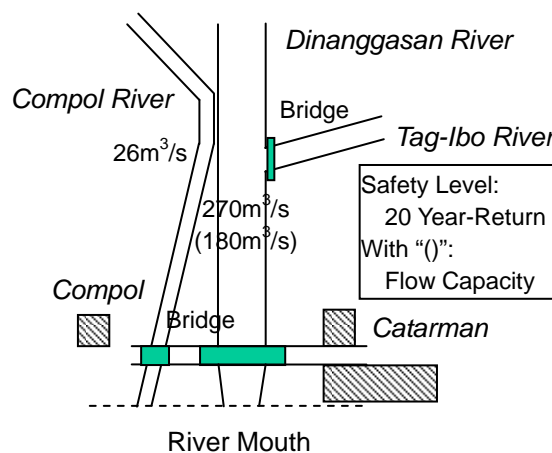 Dinanggasan River
Compol River
Bridge
Tag-Ibo River
26m³/s
Safety Level:
20 Year-Return
With “()”:
Flow Capacity
270m³/s
(180m³/s)
Compol
Bridge
Catarman
River Mouth